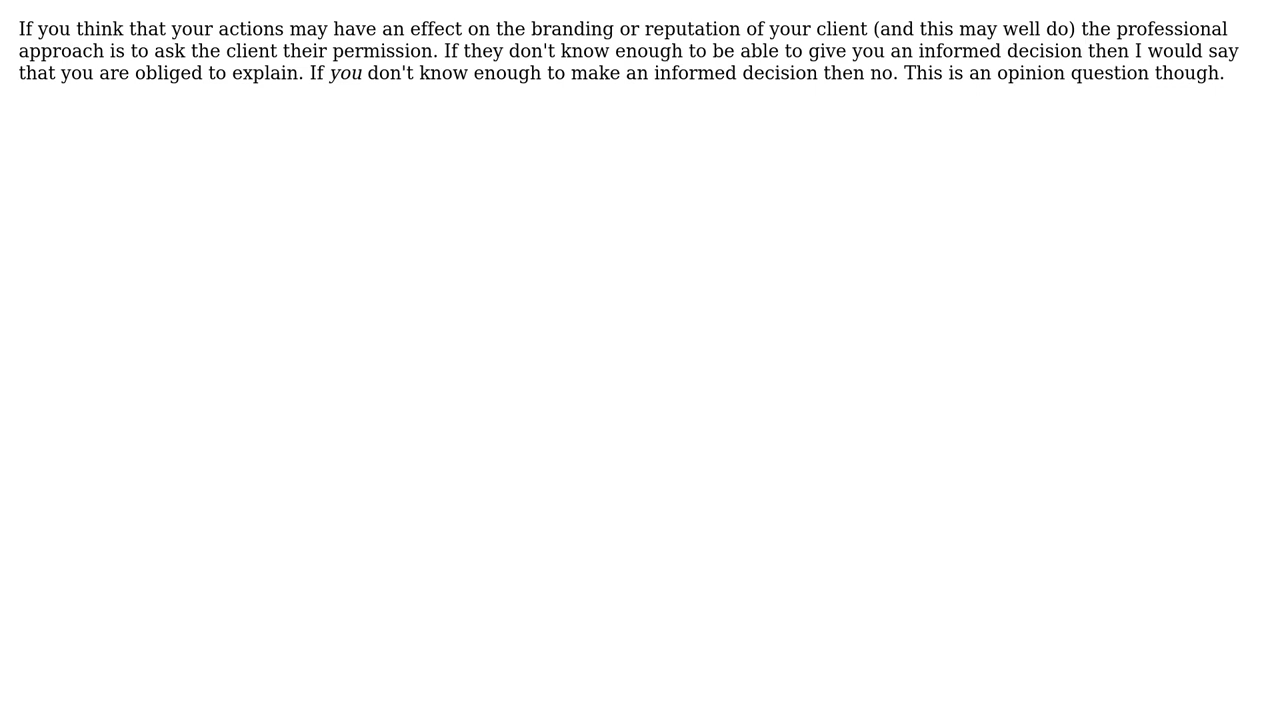 If you think that your actions may have an effect on the branding or reputation of your client (and this may well do) the professional
approach is to ask the client their permission. If they don't know enough to be able to give you an informed decision then I would say
that you are obliged to explain. If you don't know enough to make an informed decision then no. This is an opinion question though.